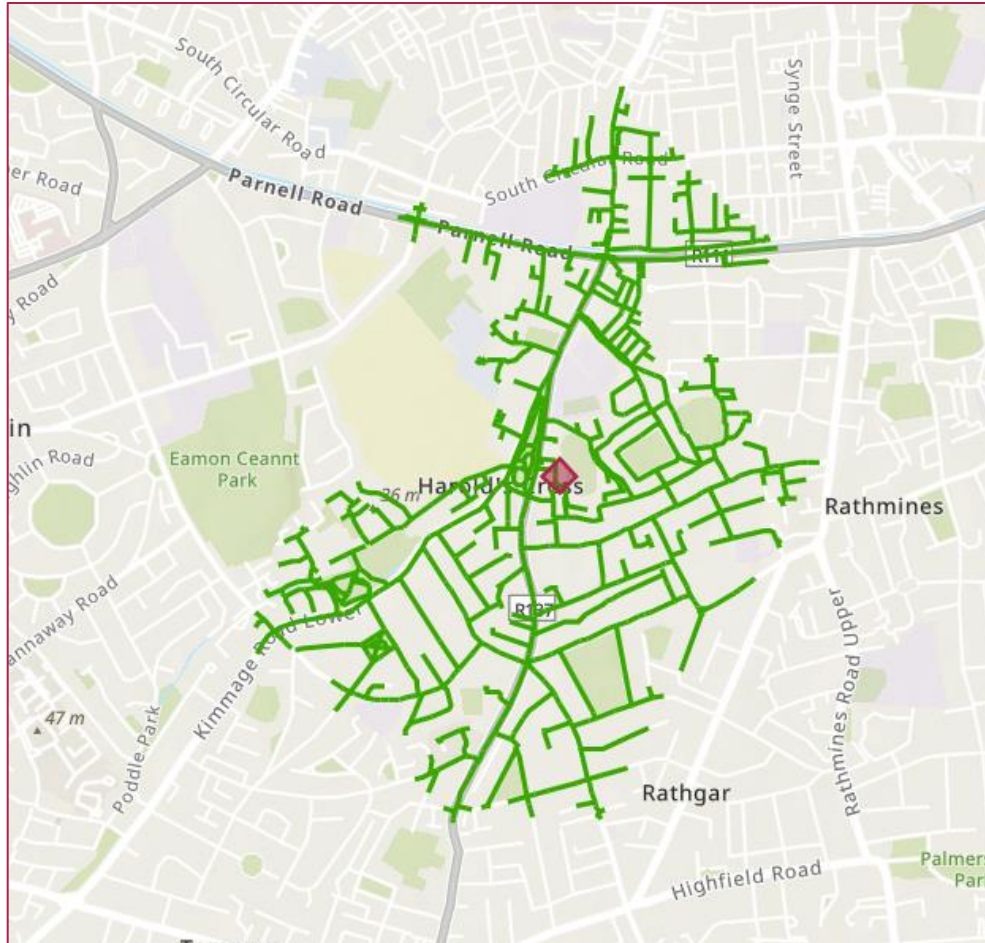 South Circular Road
Synge Street
er Road
Parnell Road
South Circular Road
Parnell Road
R111
y Road
in
ghlin Road
Eamon Ceannt
Park
36 m
Harold's Cross
Rathmines
annaway Road
R137
Kimmage Road Lower
Rathmines Road Upper
47 m
Poddle Park
Rathgar
Highfield Road
Palmers
Park